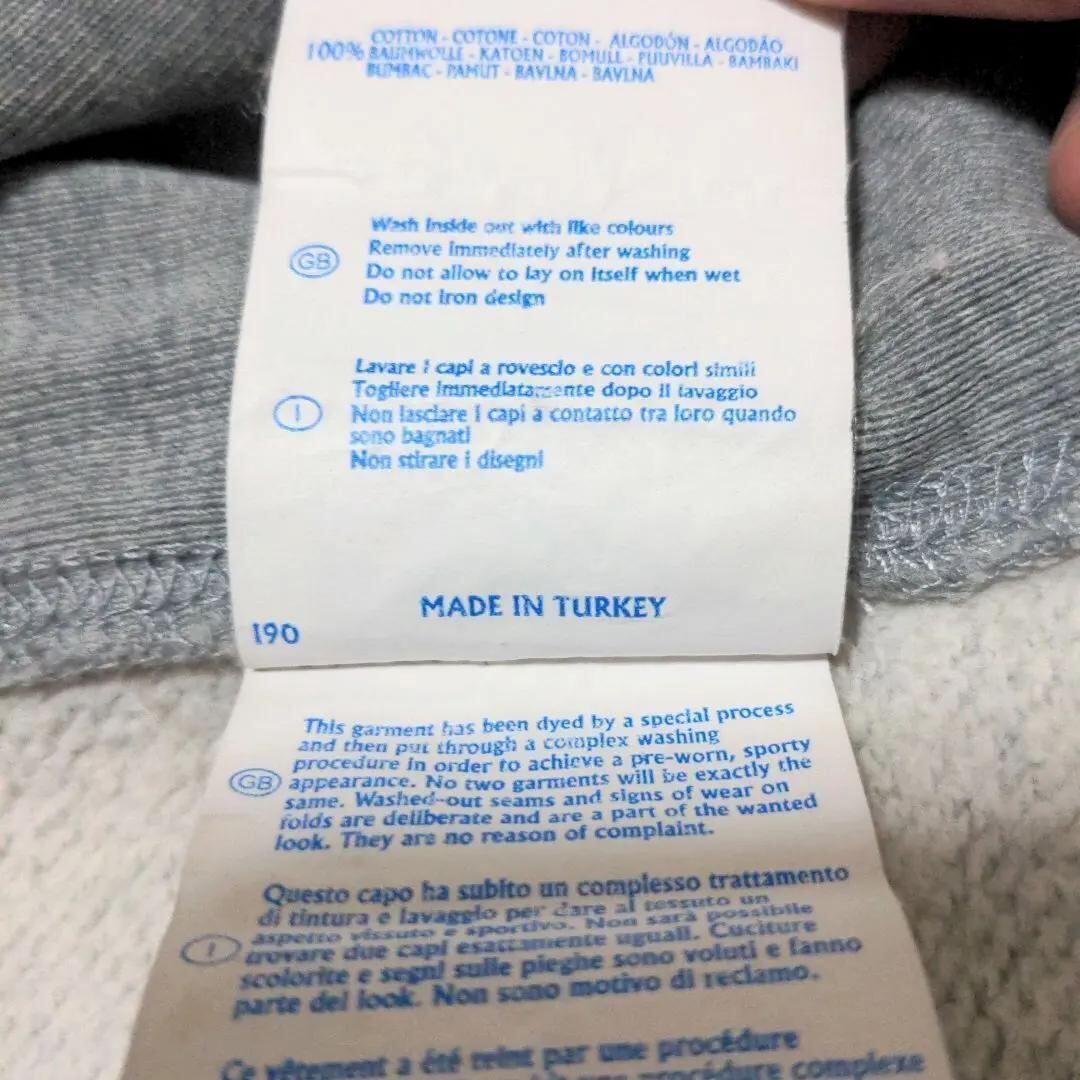 COTTON - COTONE - COTON - ALGODÓN - ALGODÃO
100% BAUMWOLLE - KATOEN - BOMULL - PUUVILLA - BAMBAKI
BUMBAC - PAMUT - BAVLNA - BAVLNA
Wash inside out with like colours
Remove immediately after washing
GB
Do not allow to lay on itself when wet
Do not iron design
Lavare i capi a rovescio e con colori simili
Togliere immediatamente dopo il lavaggio
I
Non lasciare i capi a contatto tra loro quando
sono bagnati
Non stirare i disegni
MADE IN TURKEY
190
This garment has been dyed by a special process
and then put through a complex washing
procedure in order to achieve a pre-worn, sporty
GB appearance. No two garments will be exactly the
same. Washed-out seams and signs of wear on
folds are deliberate and are a part of the wanted
look. They are no reason of complaint.
Questo capo ha subito un complesso trattamento
di tintura e lavaggio per dare al tessuto un
aspetto vissuto e sportivo. Non sarà possibile
I trovare due capi esattamente uguali. Cuciture
scolorite e segni sulle pieghe sono voluti e fanno
parte del look. Non sono motivo di reclamo.
Ce vêtement a été teint par une procédure
une procédure complexe